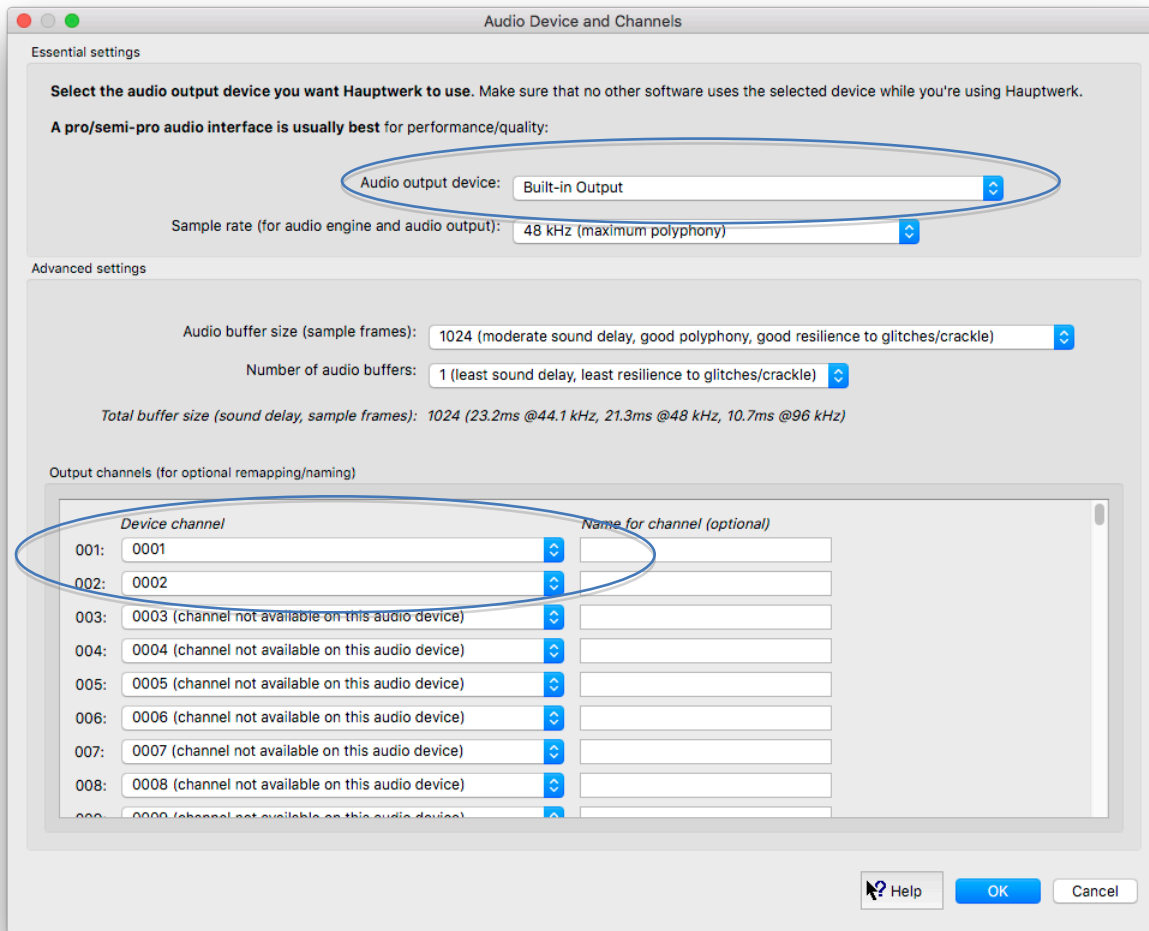 Audio Device and Channels
Essential settings
Select the audio output device you want Hauptwerk to use. Make sure that no other software uses the selected device while you're using Hauptwerk.
A pro/semi-pro audio interface is usually best for performance/quality:
Audio output device: Built-in Output
Sample rate (for audio engine and audio output): 48 kHz (maximum polyphony)
Advanced settings
Audio buffer size (sample frames): 1024 (moderate sound delay, good polyphony, good resilience to glitches/crackle)
Number of audio buffers: 1 (least sound delay, least resilience to glitches/crackle)
Total buffer size (sound delay, sample frames): 1024 (23.2ms @44.1 kHz, 21.3ms @48 kHz, 10.7ms @96 kHz)
Output channels (for optional remapping/naming)
Device channel Name for channel (optional)
001: 0001
002: 0002
003: 0003 (channel not available on this audio device)
004: 0004 (channel not available on this audio device)
005: 0005 (channel not available on this audio device)
006: 0006 (channel not available on this audio device)
007: 0007 (channel not available on this audio device)
008: 0008 (channel not available on this audio device)
009: 0009 (channel not available on this audio device)
Help OK Cancel